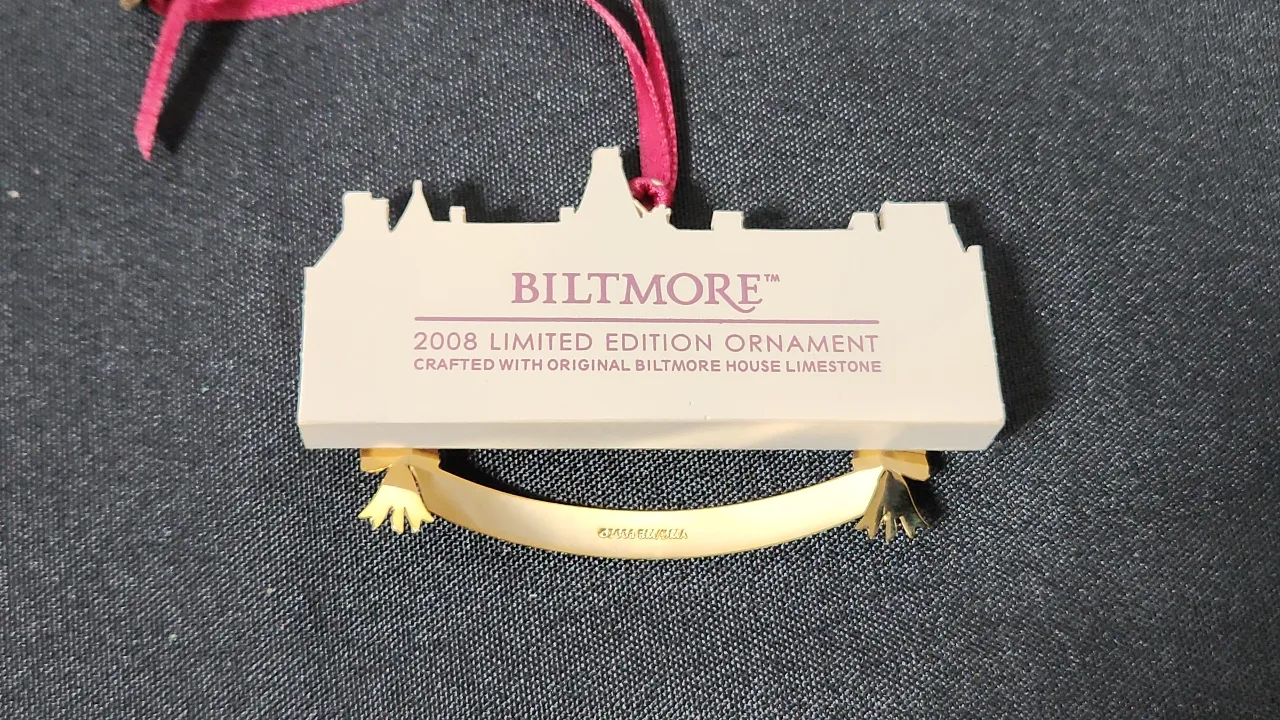 BILTMORE™
2008 LIMITED EDITION ORNAMENT
CRAFTED WITH ORIGINAL BILTMORE HOUSE LIMESTONE